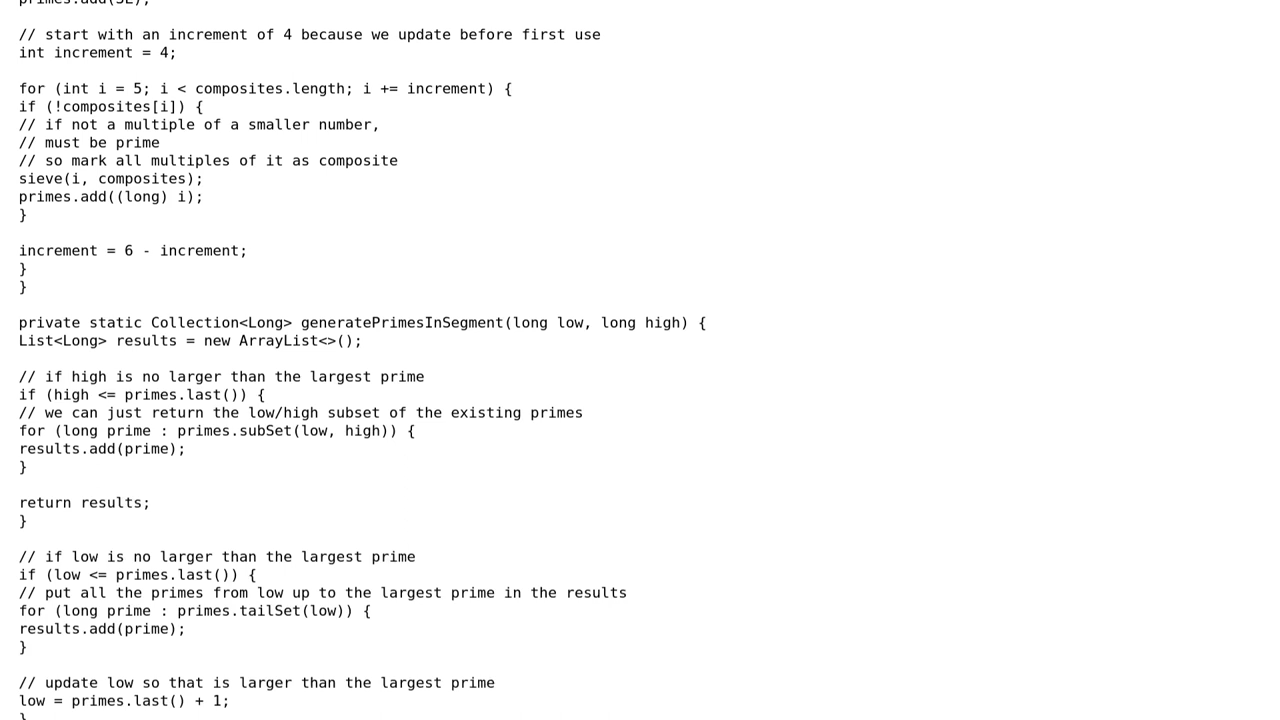 primes.add(3L);
// start with an increment of 4 because we update before first use
int increment = 4;
for (int i = 5; i < composites.length; i += increment) {
if (!composites[i]) {
// if not a multiple of a smaller number,
// must be prime
// so mark all multiples of it as composite
sieve(i, composites);
primes.add((long) i);
}
increment = 6 - increment;
}
}
private static Collection<Long> generatePrimesInSegment(long low, long high) {
List<Long> results = new ArrayList<>();
// if high is no larger than the largest prime
if (high <= primes.last()) {
// we can just return the low/high subset of the existing primes
for (long prime : primes.subSet(low, high)) {
results.add(prime);
}
return results;
}
// if low is no larger than the largest prime
if (low <= primes.last()) {
// put all the primes from low up to the largest prime in the results
for (long prime : primes.tailSet(low)) {
results.add(prime);
}
// update low so that is larger than the largest prime
low = primes.last() + 1;
}